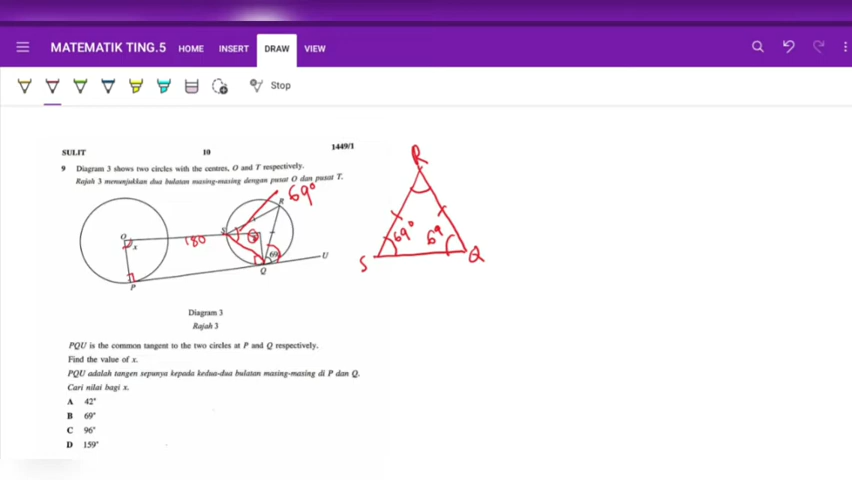 MATEMATIK TING.5 HOME INSERT DRAW VIEW
Stop
SULIT 10 1449/1
9 Diagram 3 shows two circles with the centres, O and T respectively.
Rajah 3 menunjukkan dua bulatan masing-masing dengan pusat O dan pusat T.
R
69°
R
O
x
180
S
69
U
P
Q
69°
69
S
Q
Diagram 3
Rajah 3
PQU is the common tangent to the two circles at P and Q respectively.
Find the value of x.
PQU adalah tangen sepunya kepada kedua-dua bulatan masing-masing di P dan Q.
Cari nilai bagi x.
A 42°
B 69°
C 96°
D 159°